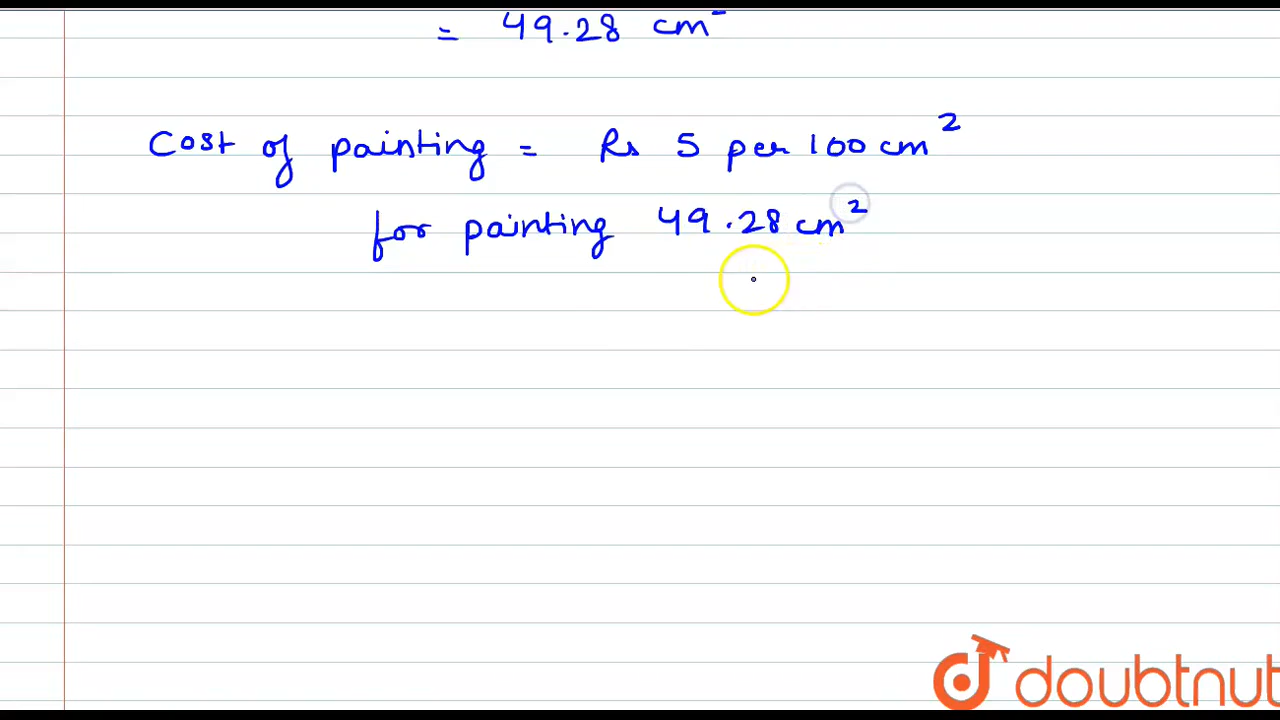 = 49.28 cm²
Cost of painting = Rs 5 per 100 cm²
for painting 49.28 cm²
doubtnut